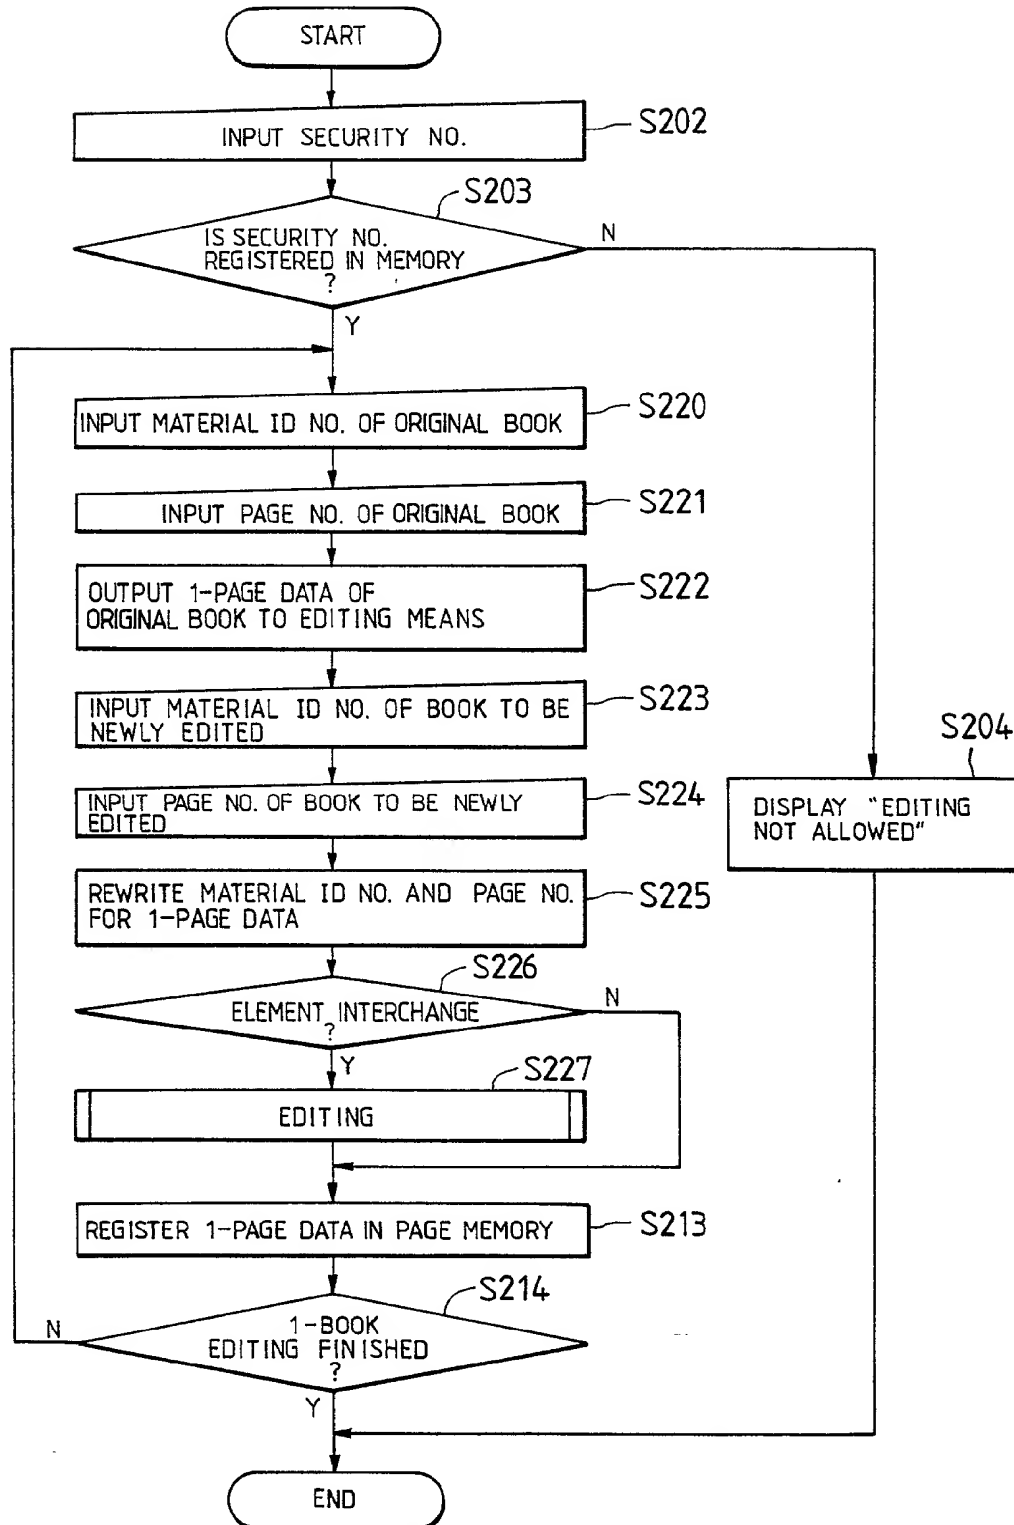 START
INPUT SECURITY NO.
S202
S203
IS SECURITY NO.
REGISTERED IN MEMORY
?
N
Y
INPUT MATERIAL ID NO. OF ORIGINAL BOOK
S220
INPUT PAGE NO. OF ORIGINAL BOOK
S221
OUTPUT 1-PAGE DATA OF
ORIGINAL BOOK TO EDITING MEANS
S222
INPUT MATERIAL ID NO. OF BOOK TO BE
NEWLY EDITED
S223
INPUT PAGE NO. OF BOOK TO BE NEWLY
EDITED
S224
S204
DISPLAY "EDITING
NOT ALLOWED"
REWRITE MATERIAL ID NO. AND PAGE NO.
FOR 1-PAGE DATA
S225
S226
ELEMENT INTERCHANGE
?
N
Y
S227
EDITING
REGISTER 1-PAGE DATA IN PAGE MEMORY
S213
S214
1-BOOK
EDITING FINISHED
?
N
Y
END